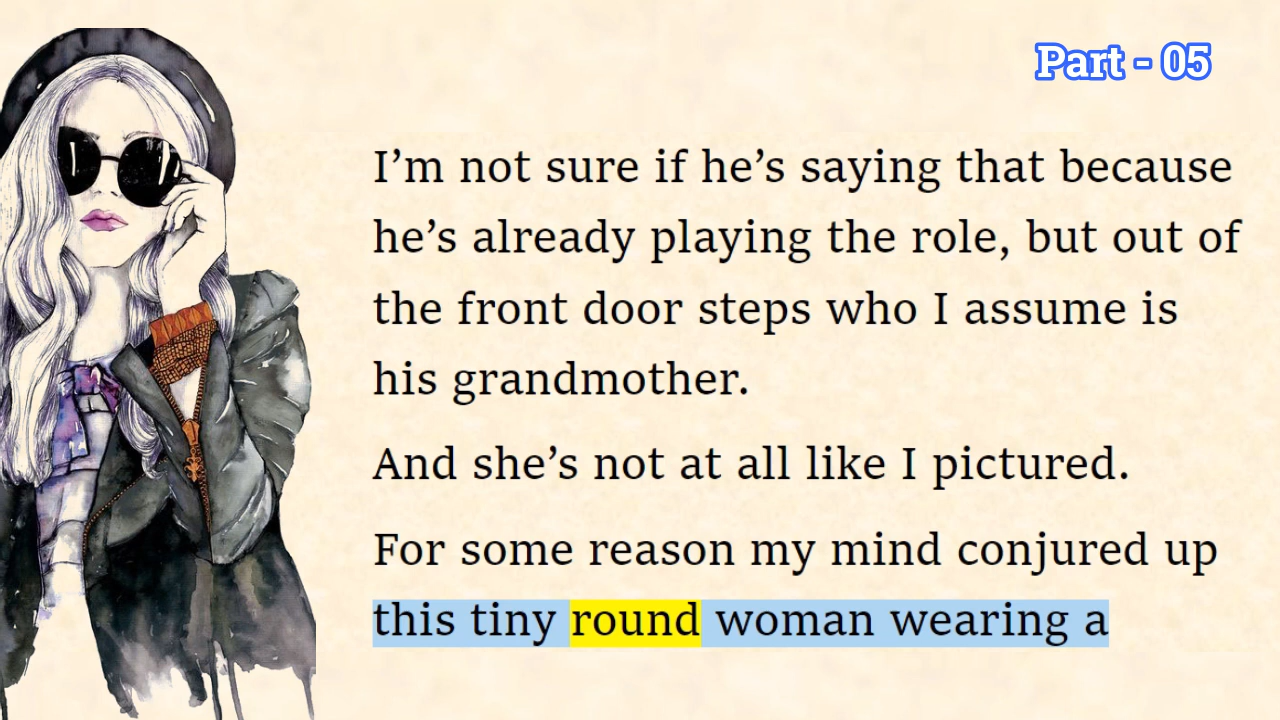 Part - 05
I’m not sure if he’s saying that because
he’s already playing the role, but out of
the front door steps who I assume is
his grandmother.
And she’s not at all like I pictured.
For some reason my mind conjured up
this tiny round woman wearing a